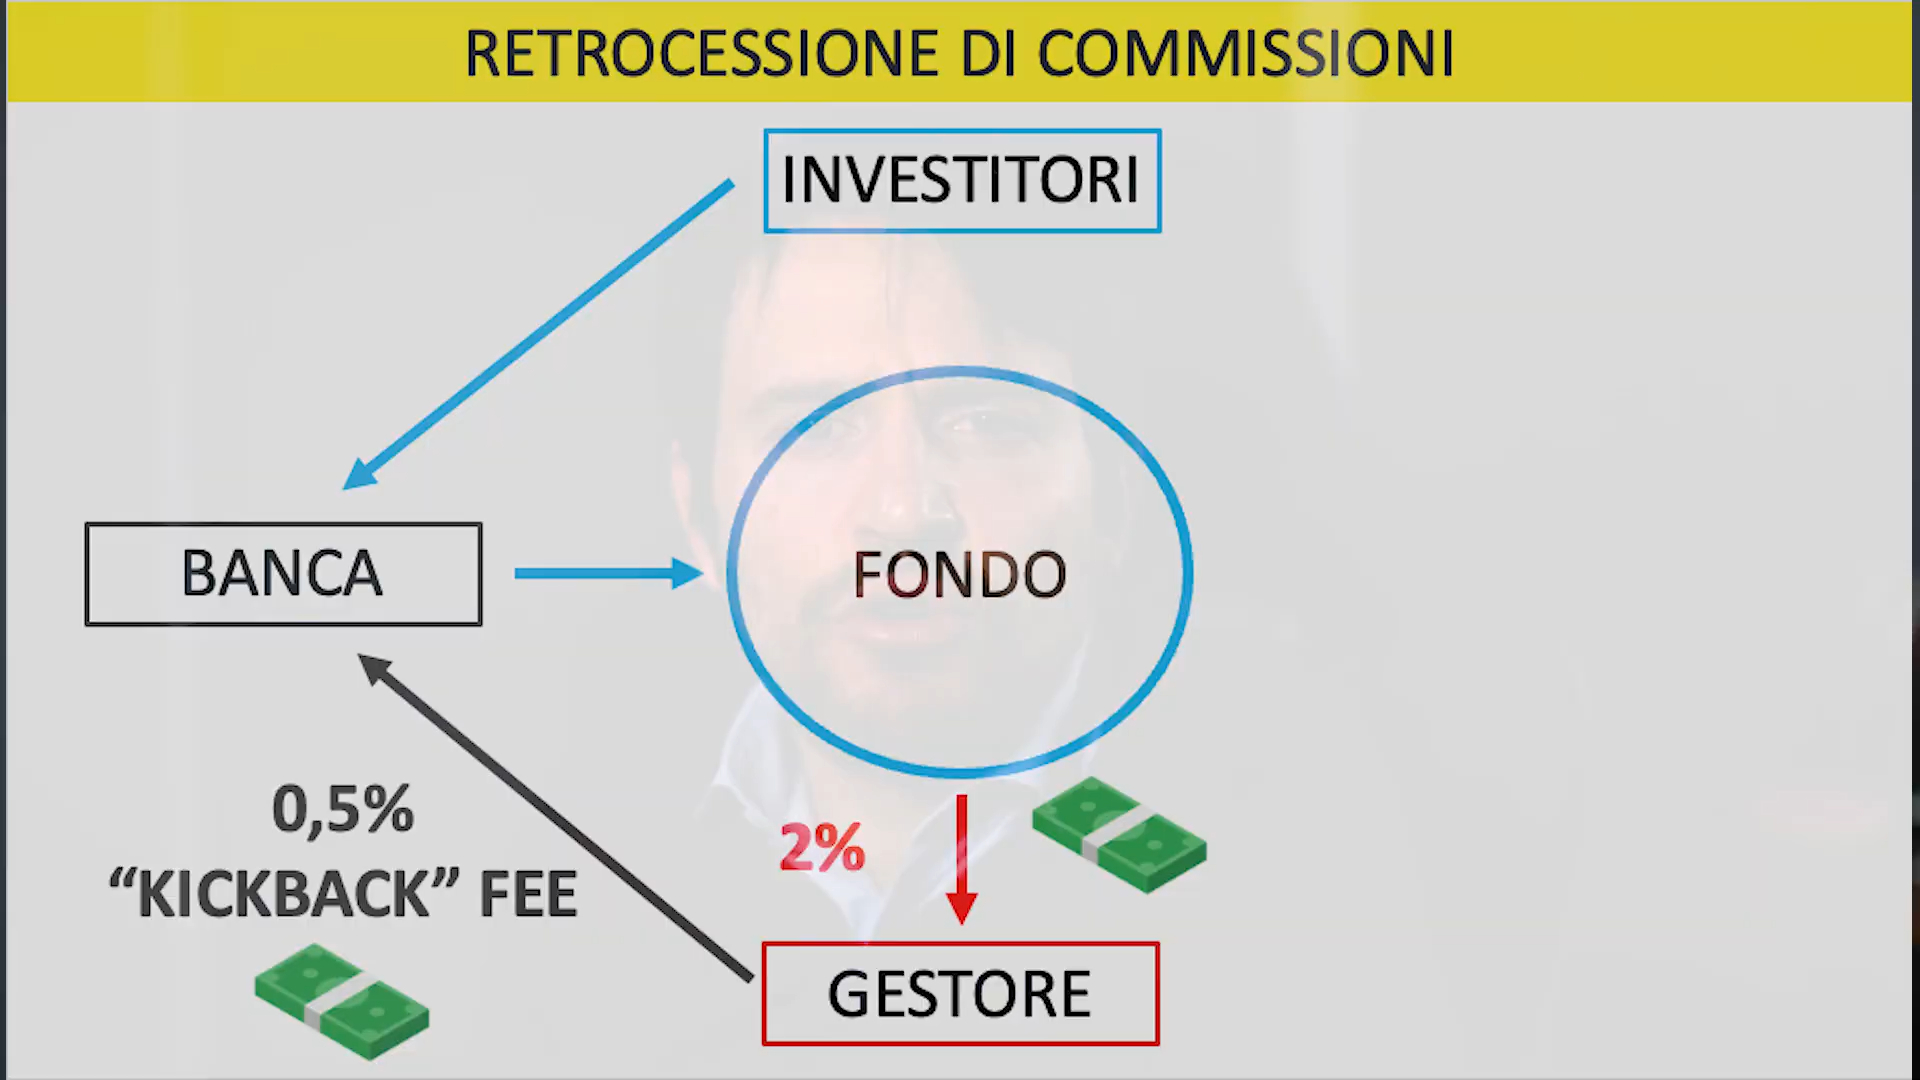 RETROCESSIONE DI COMMISSIONI
INVESTITORI
BANCA
FONDO
0,5%
“KICKBACK” FEE
2%
GESTORE